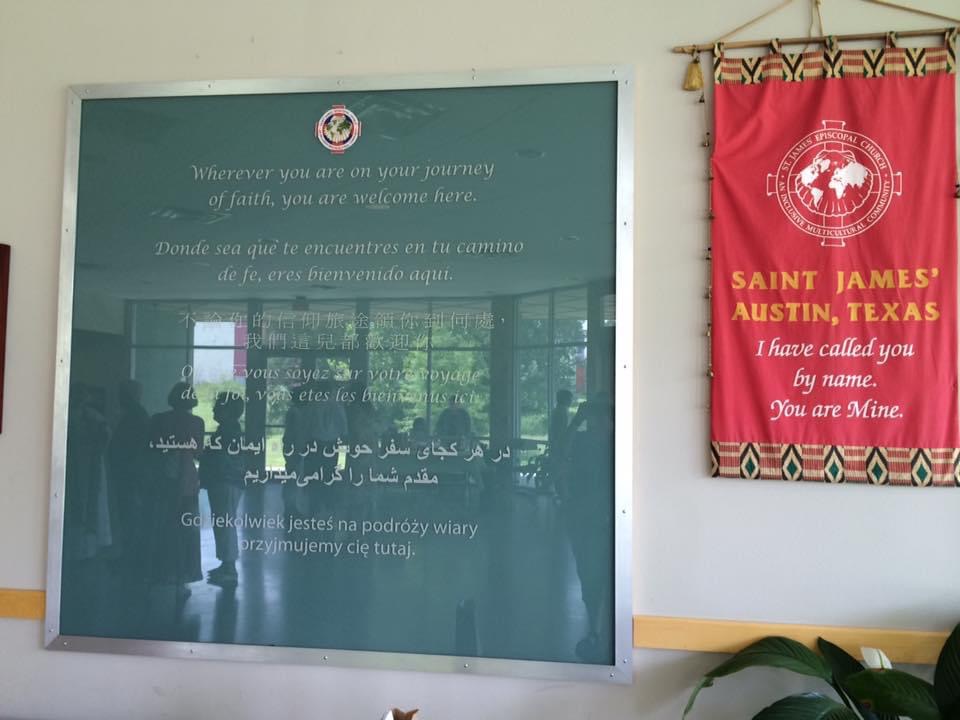 Wherever you are on your journey
of faith, you are welcome here.
Donde sea que te encuentres en tu camino
de fe, eres bienvenido aquí.
不論你的信仰旅途領你到何處，
我們這兒都歡迎你
vous soyez sur votre voyage
foi, vous etes les bienvenus ici.
در هر کجای سفر خویش در راه ایمان که هستید،
مقدم شما را گرامی‌میداریم
Gdziekolwiek jesteś na podróży wiary
przyjmujemy cię tutaj.
ST. JAMES' EPISCOPAL CHURCH
AN INCLUSIVE MULTICULTURAL COMMUNITY
SAINT JAMES'
AUSTIN, TEXAS
I have called you
by name.
You are Mine.